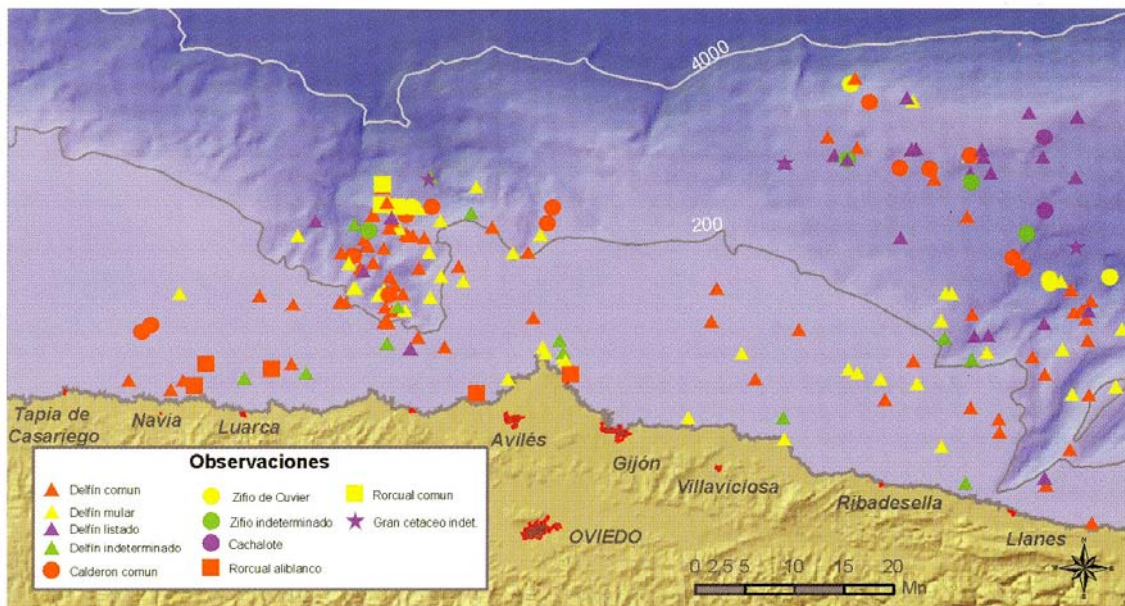 4000
200
Tapia de
Casariego
Navia
Luarca
Avilés
Gijón
Villaviciosa
Ribadesella
Llanes
OVIEDO
Observaciones
Delfín comun
Delfín mular
Delfín listado
Delfín indeterminado
Calderon comun
Zifio de Cuvier
Zifio indeterminado
Cachalote
Rorcual aliblanco
Rorcual comun
Gran cetaceo indet.
0 2,5 5 10 15 20
Mn
N